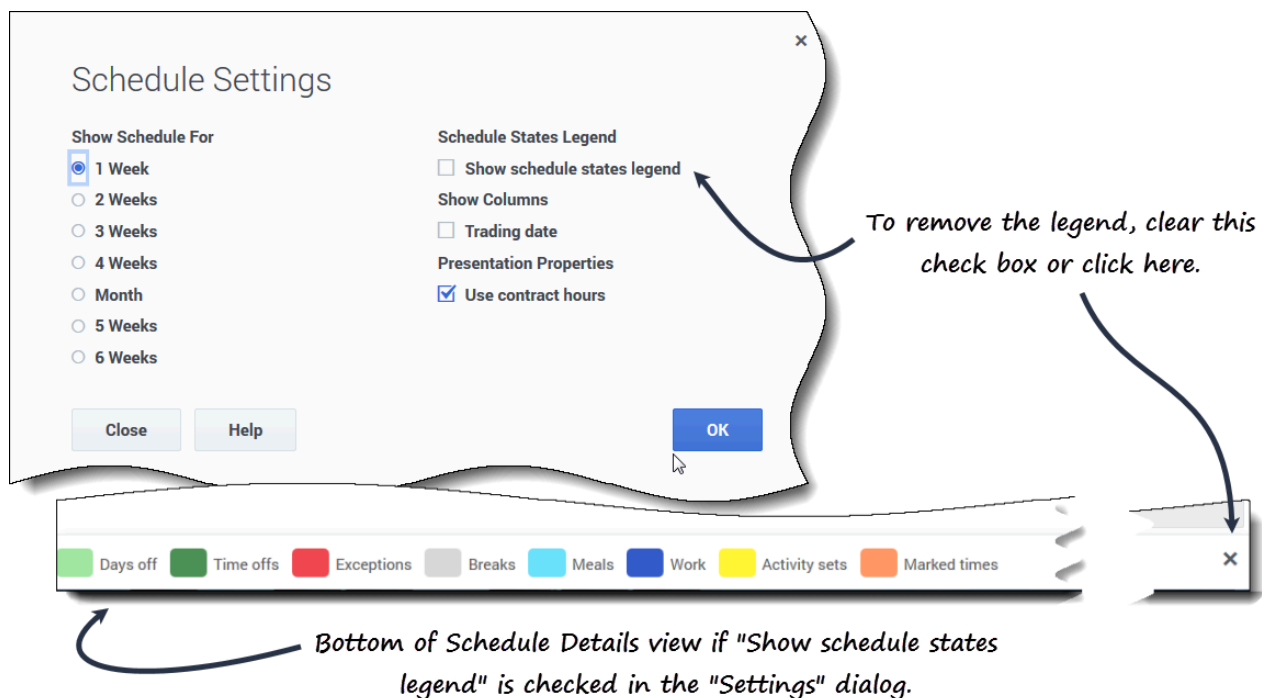 ×
Schedule Settings
Show Schedule For
1 Week
2 Weeks
3 Weeks
4 Weeks
Month
5 Weeks
6 Weeks
Schedule States Legend
Show schedule states legend
Show Columns
Trading date
Presentation Properties
Use contract hours
Close Help OK
To remove the legend, clear this
check box or click here.
Days off Time offs Exceptions Breaks Meals Work Activity sets Marked times ×
Bottom of Schedule Details view if "Show schedule states
legend" is checked in the "Settings" dialog.